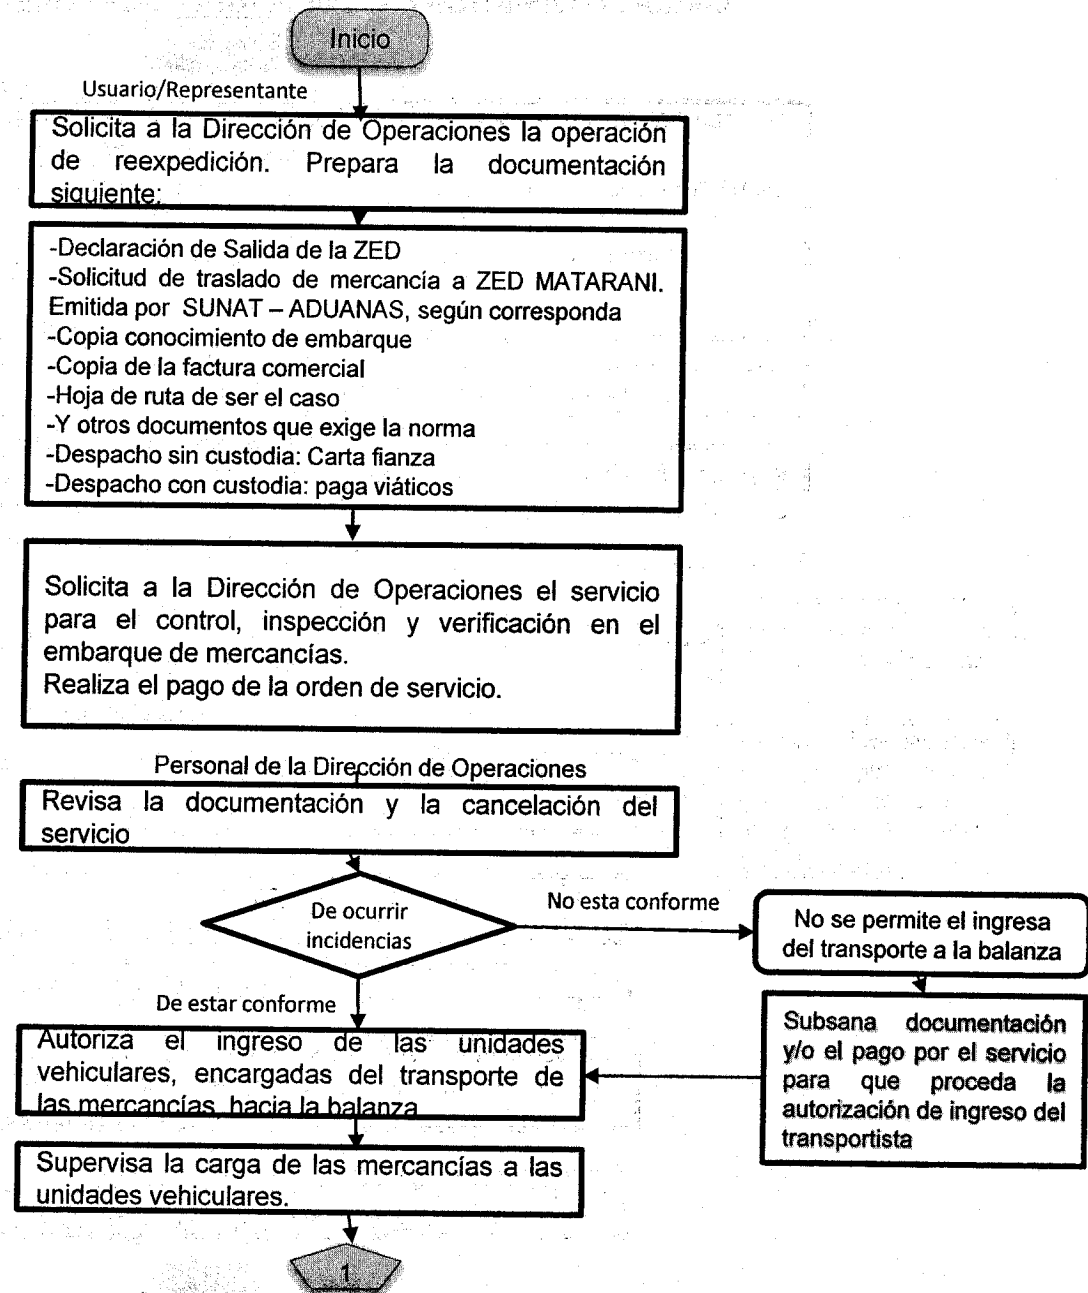 Inicio
Usuario/Representante
Solicita a la Dirección de Operaciones la operación
de reexpedición. Prepara la documentación
siguiente:
-Declaración de Salida de la ZED
-Solicitud de traslado de mercancía a ZED MATARANI.
Emitida por SUNAT – ADUANAS, según corresponda
-Copia conocimiento de embarque
-Copia de la factura comercial
-Hoja de ruta de ser el caso
-Y otros documentos que exige la norma
-Despacho sin custodia: Carta fianza
-Despacho con custodia: paga viáticos
Solicita a la Dirección de Operaciones el servicio
para el control, inspección y verificación en el
embarque de mercancías.
Realiza el pago de la orden de servicio.
Personal de la Dirección de Operaciones
Revisa la documentación y la cancelación del
servicio
De ocurrir
incidencias
No esta conforme
No se permite el ingresa
del transporte a la balanza
De estar conforme
Autoriza el ingreso de las unidades
vehiculares, encargadas del transporte de
las mercancías, hacia la balanza
Subsana documentación
y/o el pago por el servicio
para que proceda la
autorización de ingreso del
transportista
Supervisa la carga de las mercancías a las
unidades vehiculares.
1